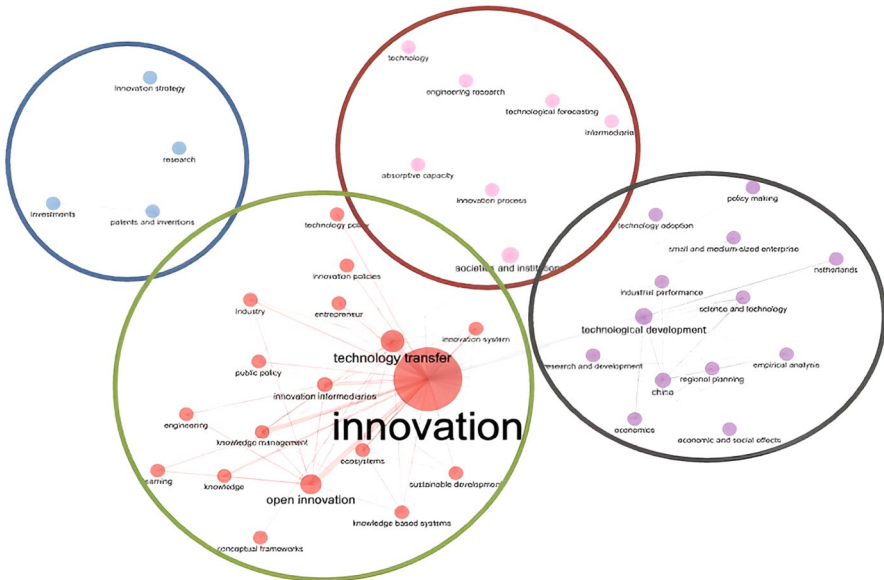 innovation strategy
research
investments
patents and inventions
technology
engineering research
technological forecasting
intermediaries
absorptive capacity
innovation process
societies and institutions
technology policy
innovation policies
industry
entrepreneur
innovation system
technology transfer
public policy
innovation intermediaries
innovation
engineering
knowledge management
ecosystems
learning
knowledge
open innovation
sustainable development
knowledge based systems
conceptual frameworks
policy making
technology adoption
small and medium-sized enterprise
netherlands
industrial performance
science and technology
technological development
research and development
regional planning
empirical analysis
china
economics
economic and social effects